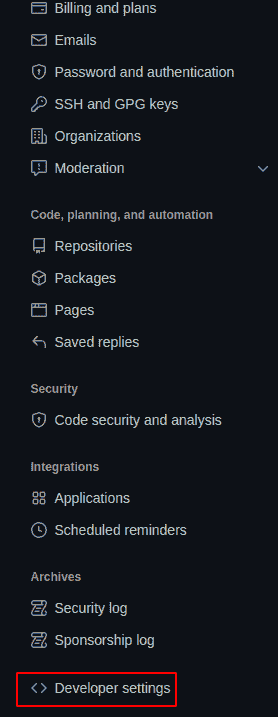 Billing and plans
Emails
Password and authentication
SSH and GPG keys
Organizations
Moderation
Code, planning, and automation
Repositories
Packages
Pages
Saved replies
Security
Code security and analysis
Integrations
Applications
Scheduled reminders
Archives
Security log
Sponsorship log
Developer settings